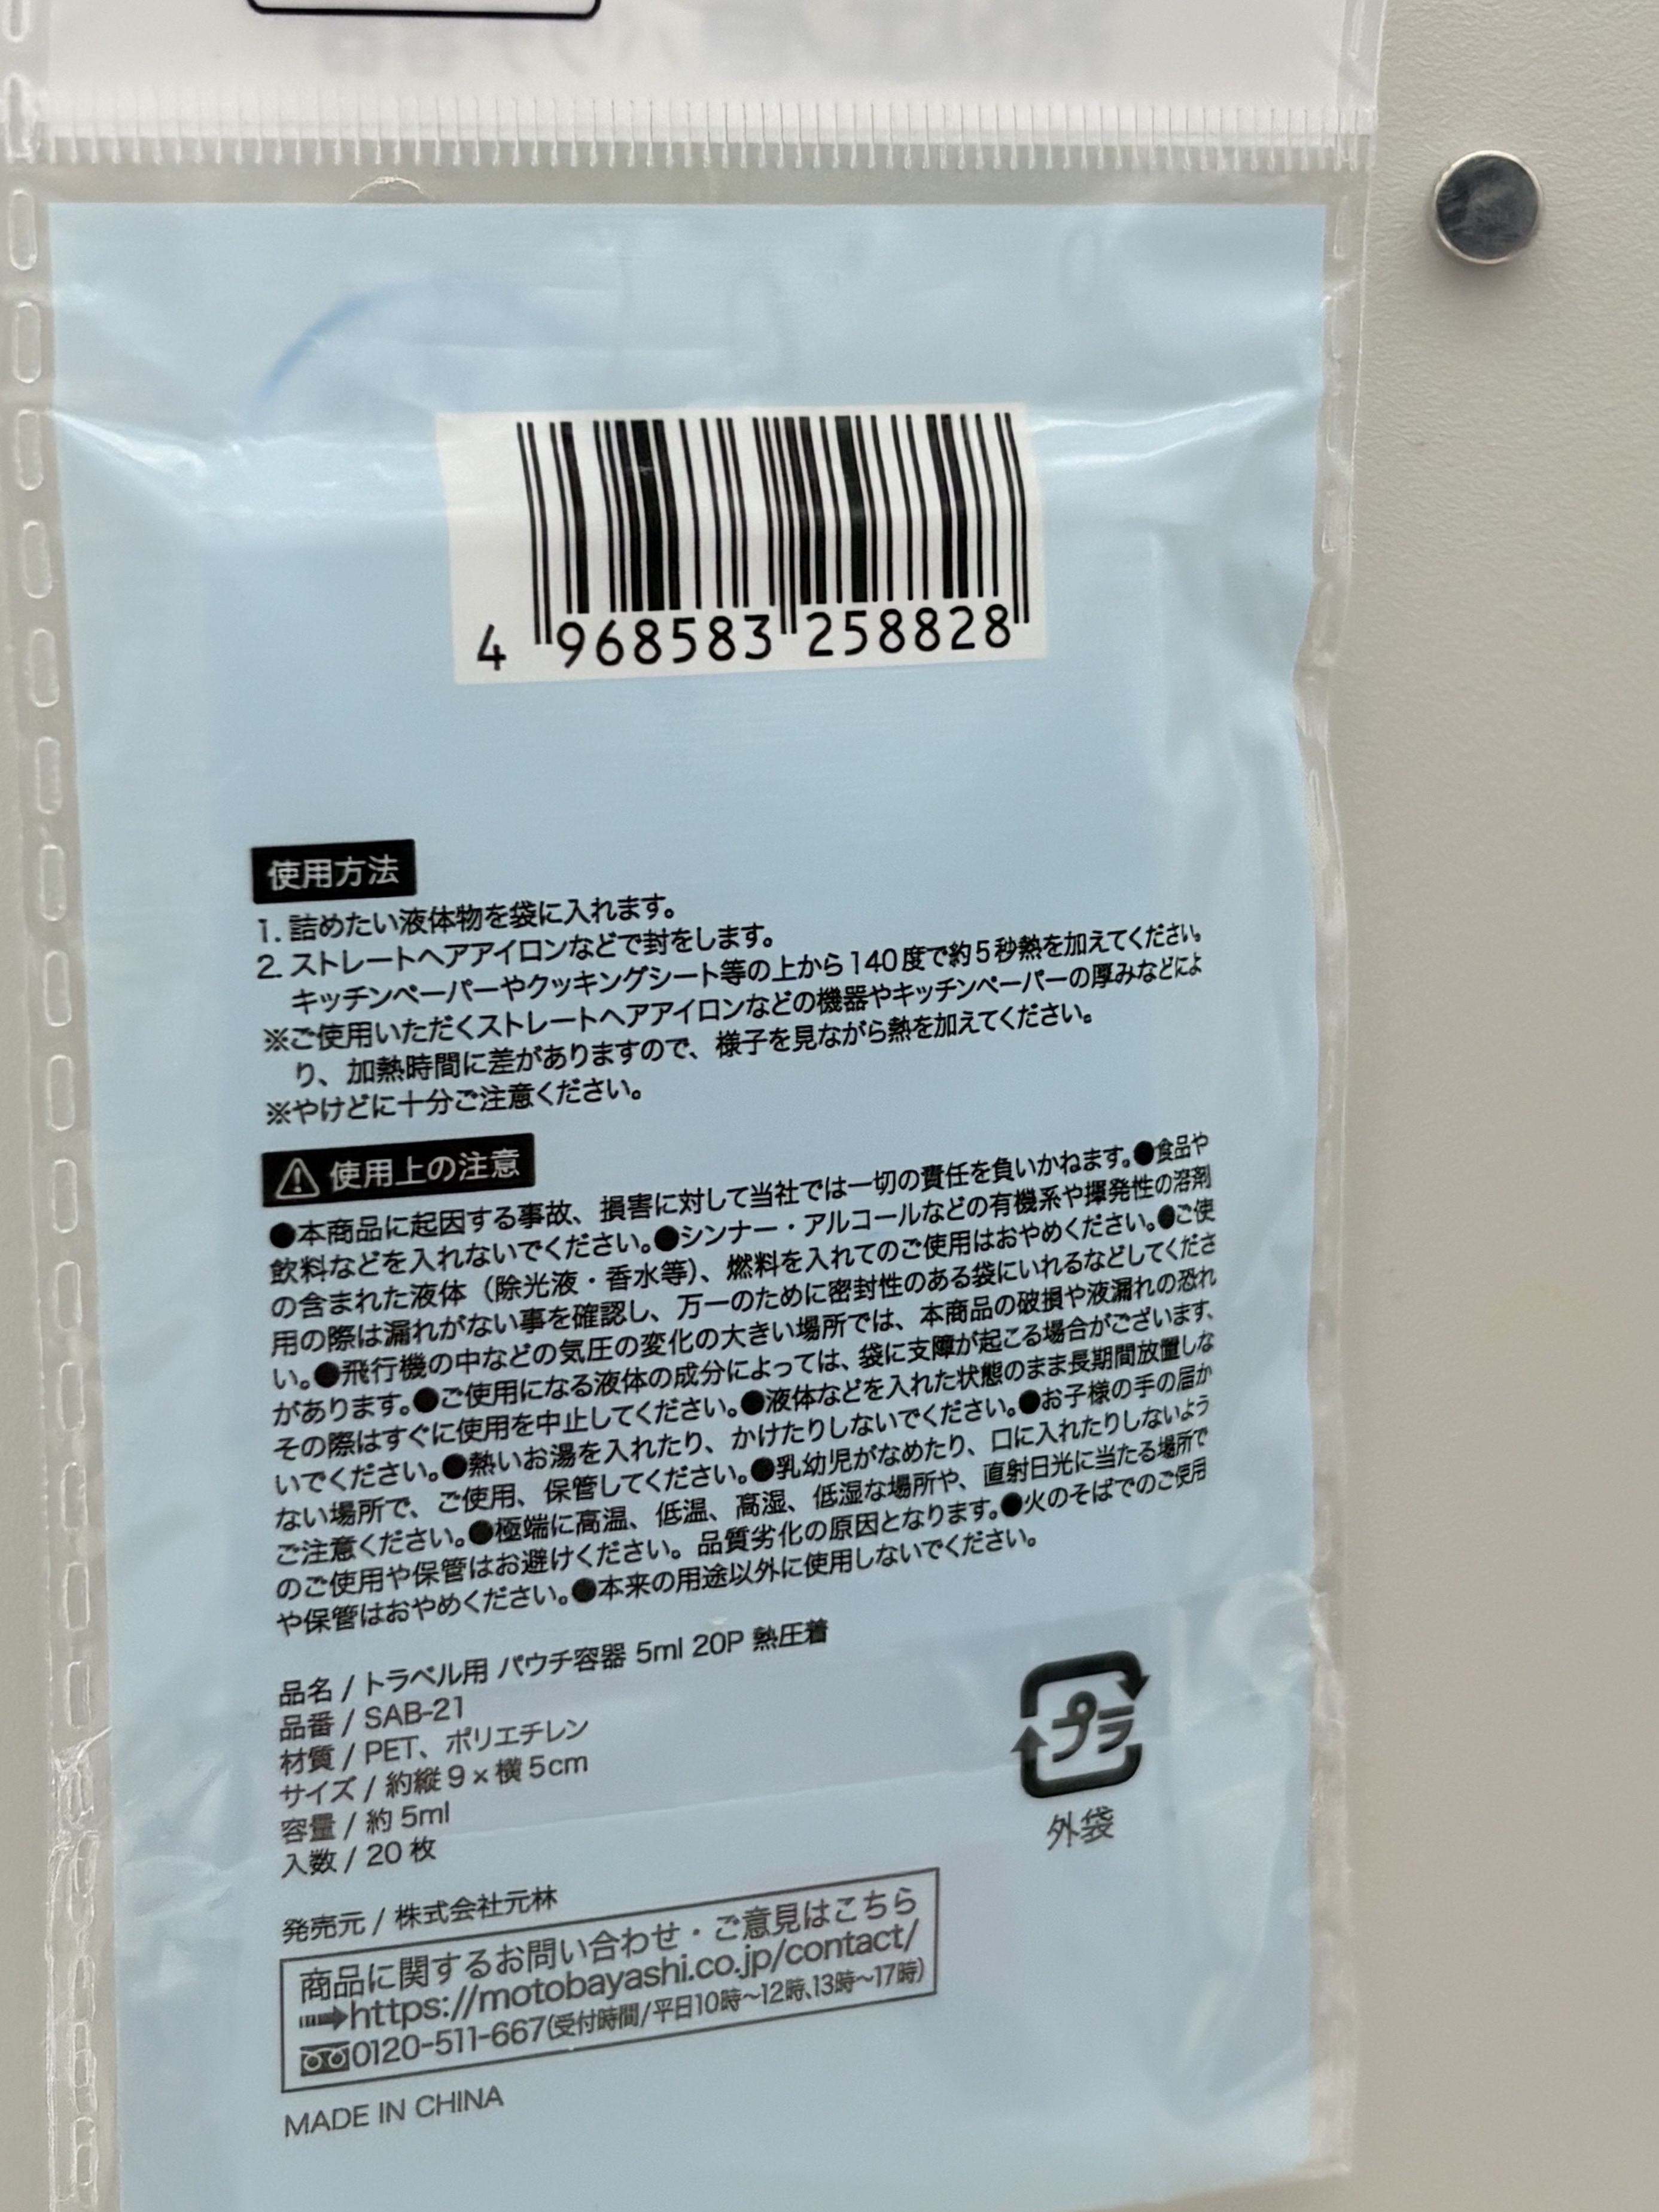 4 968583 258828
使用方法
1. 詰めたい液体物を袋に入れます。
2. ストレートヘアアイロンなどで封をします。
キッチンペーパーやクッキングシート等の上から140度で約5秒熱を加えてください。
※ご使用いただくストレートヘアアイロンなどの機器やキッチンペーパーの厚みなどによ
り、加熱時間に差がありますので、様子を見ながら熱を加えてください。
※やけどに十分ご注意ください。
使用上の注意
●本商品に起因する事故、損害に対して当社では一切の責任を負いかねます。●食品や
飲料などを入れないでください。●シンナー・アルコールなどの有機系や揮発性の溶剤
の含まれた液体（除光液・香水等）、燃料を入れてのご使用はおやめください。●ご使
用の際は漏れがない事を確認し、万一のために密封性のある袋にいれるなどしてくださ
い。●飛行機の中などの気圧の変化の大きい場所では、本商品の破損や液漏れの恐れ
があります。●ご使用になる液体の成分によっては、袋に支障が起こる場合がございます、
その際はすぐに使用を中止してください。●液体などを入れた状態のまま長期間放置しな
いでください。●熱いお湯を入れたり、かけたりしないでください。●お子様の手の届か
ない場所で、ご使用、保管してください。●乳幼児がなめたり、口に入れたりしないよう
ご注意ください。●極端に高温、低温、高湿、低湿な場所や、直射日光に当たる場所で
のご使用や保管はお避けください。品質劣化の原因となります。●火のそばでのご使用
や保管はおやめください。●本来の用途以外に使用しないでください。
品名 / トラベル用 パウチ容器 5ml 20P 熱圧着
品番 / SAB-21
材質 / PET、ポリエチレン
サイズ / 約縦9×横5cm
容量 / 約5ml
入数 / 20枚
プラ
外袋
発売元 / 株式会社元林
商品に関するお問い合わせ・ご意見はこちら
https://motobayashi.co.jp/contact/
0120-511-667(受付時間/平日10時～12時、13時～17時)
MADE IN CHINA